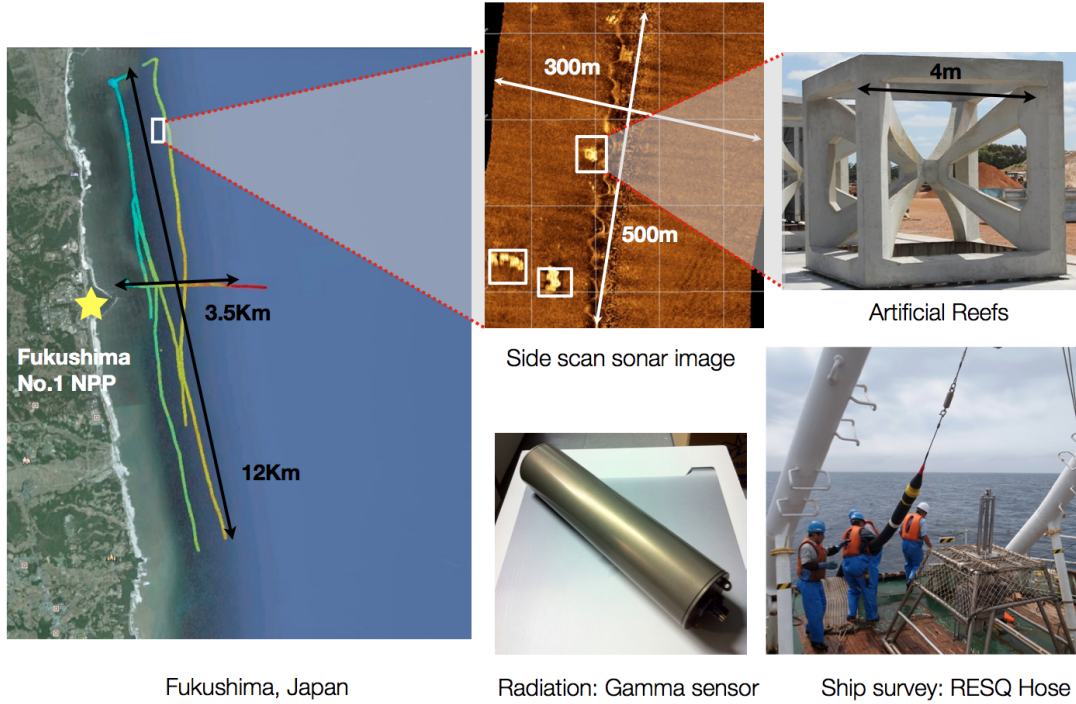 3.5Km
Fukushima
No.1 NPP
12Km
Fukushima, Japan
300m
500m
Side scan sonar image
4m
Artificial Reefs
Radiation: Gamma sensor
Ship survey: RESQ Hose